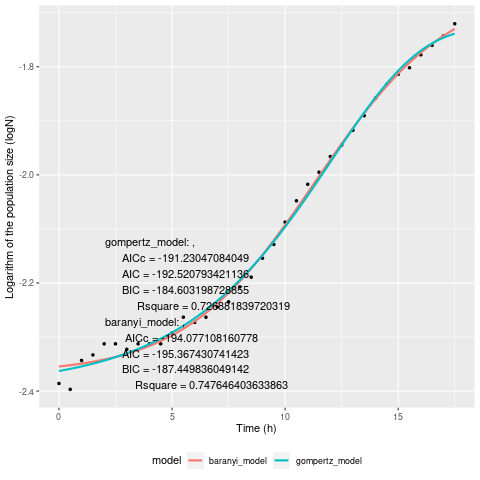 -1.8
-2.0
-2.2
-2.4
Logarithm of the population size (logN)
gompertz_model: ,
AICc = -191.23047084049
AIC = -192.520793421136
BIC = -184.603198728855
Rsquare = 0.726881839720319
baranyi_model:
AICc = -194.077108160778
AIC = -195.367430741423
BIC = -187.449836049142
Rsquare = 0.747646403633863
0 5 10 15
Time (h)
model baranyi_model gompertz_model